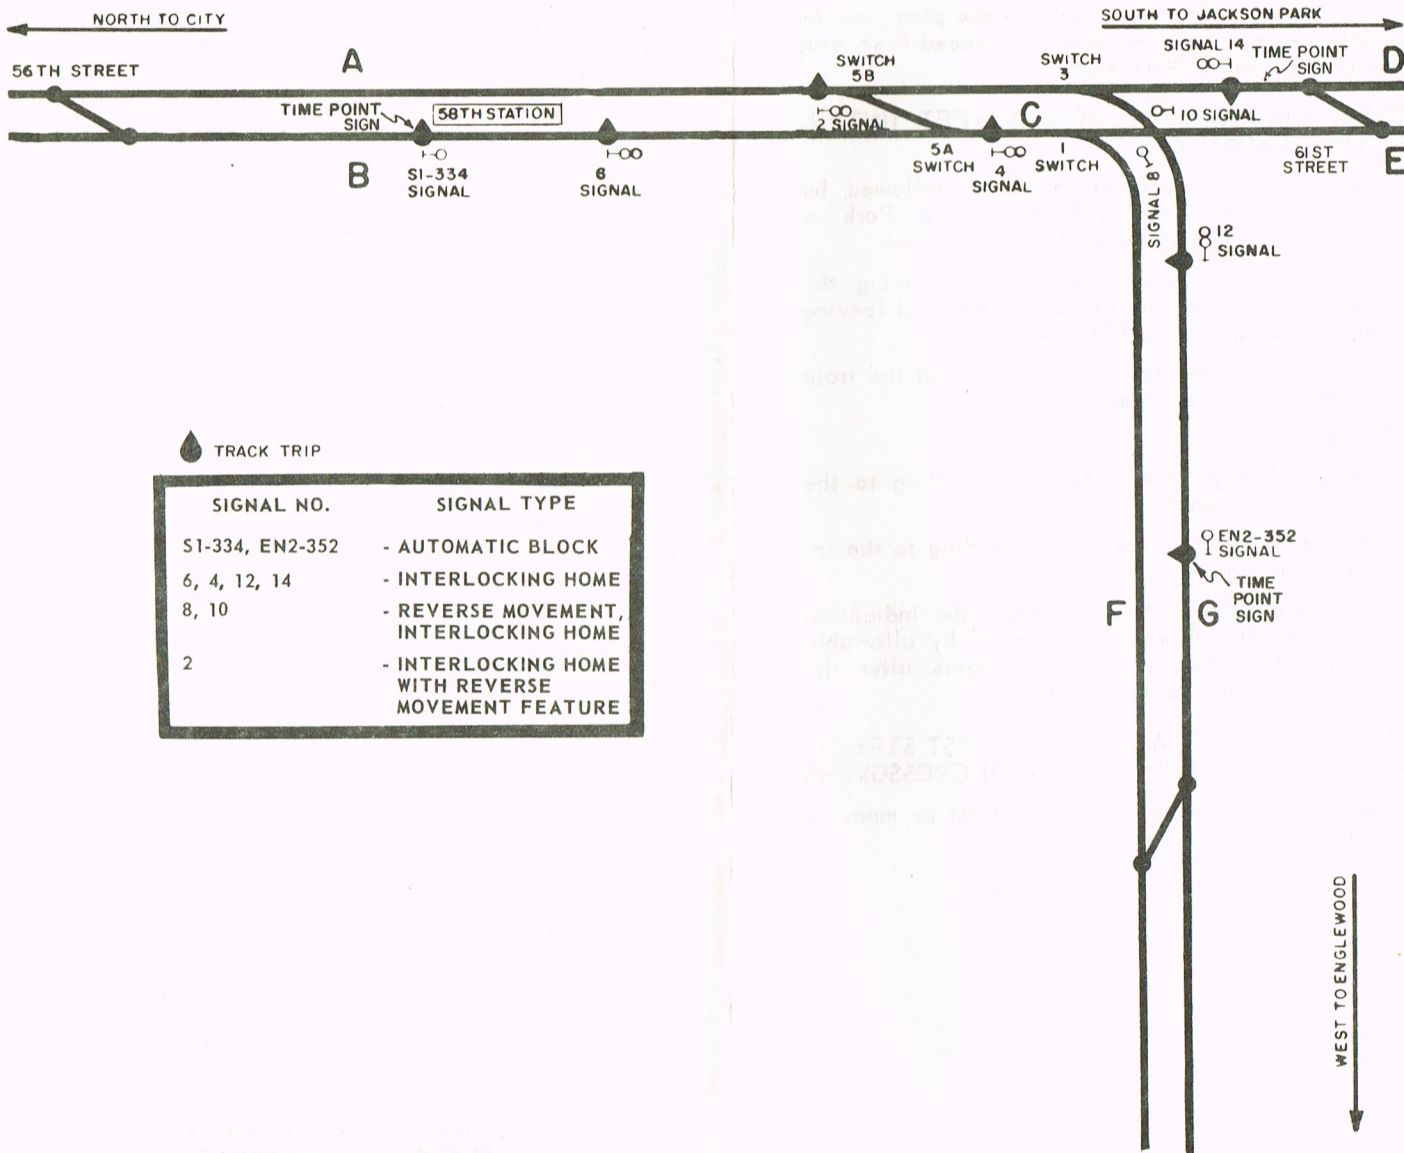 NORTH TO CITY
SOUTH TO JACKSON PARK
56TH STREET
A
SWITCH
5B
SWITCH
3
SIGNAL 14
TIME POINT
SIGN
D
TIME POINT
SIGN
58TH STATION
2 SIGNAL
C
10 SIGNAL
B
S1-334
SIGNAL
6
SIGNAL
5A
SWITCH
4
SIGNAL
1
SWITCH
SIGNAL 8
61ST
STREET
E
12
SIGNAL
TRACK TRIP
SIGNAL NO.
SIGNAL TYPE
S1-334, EN2-352 - AUTOMATIC BLOCK
6, 4, 12, 14 - INTERLOCKING HOME
8, 10 - REVERSE MOVEMENT,
INTERLOCKING HOME
2 - INTERLOCKING HOME
WITH REVERSE
MOVEMENT FEATURE
EN2-352
SIGNAL
TIME
POINT
SIGN
F
G
WEST TO ENGLEWOOD